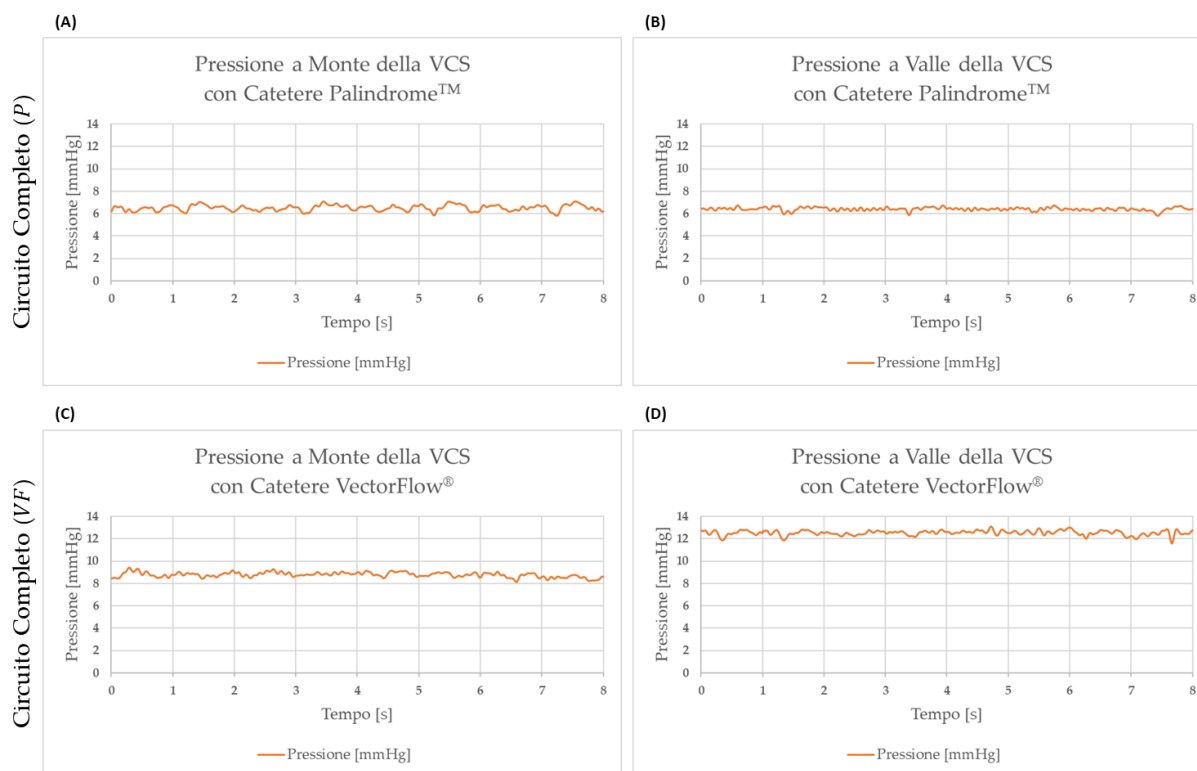 (A)
Pressione a Monte della VCS
con Catetere Palindrome™
Pressione [mmHg]
14
12
10
8
6
4
2
0
0 1 2 3 4 5 6 7 8
Tempo [s]
Pressione [mmHg]
(B)
Pressione a Valle della VCS
con Catetere Palindrome™
Pressione [mmHg]
14
12
10
8
6
4
2
0
0 1 2 3 4 5 6 7 8
Tempo [s]
Pressione [mmHg]
Circuito Completo (P)
(C)
Pressione a Monte della VCS
con Catetere VectorFlow®
Pressione [mmHg]
14
12
10
8
6
4
2
0
0 1 2 3 4 5 6 7 8
Tempo [s]
Pressione [mmHg]
(D)
Pressione a Valle della VCS
con Catetere VectorFlow®
Pressione [mmHg]
14
12
10
8
6
4
2
0
0 1 2 3 4 5 6 7 8
Tempo [s]
Pressione [mmHg]
Circuito Completo (VF)